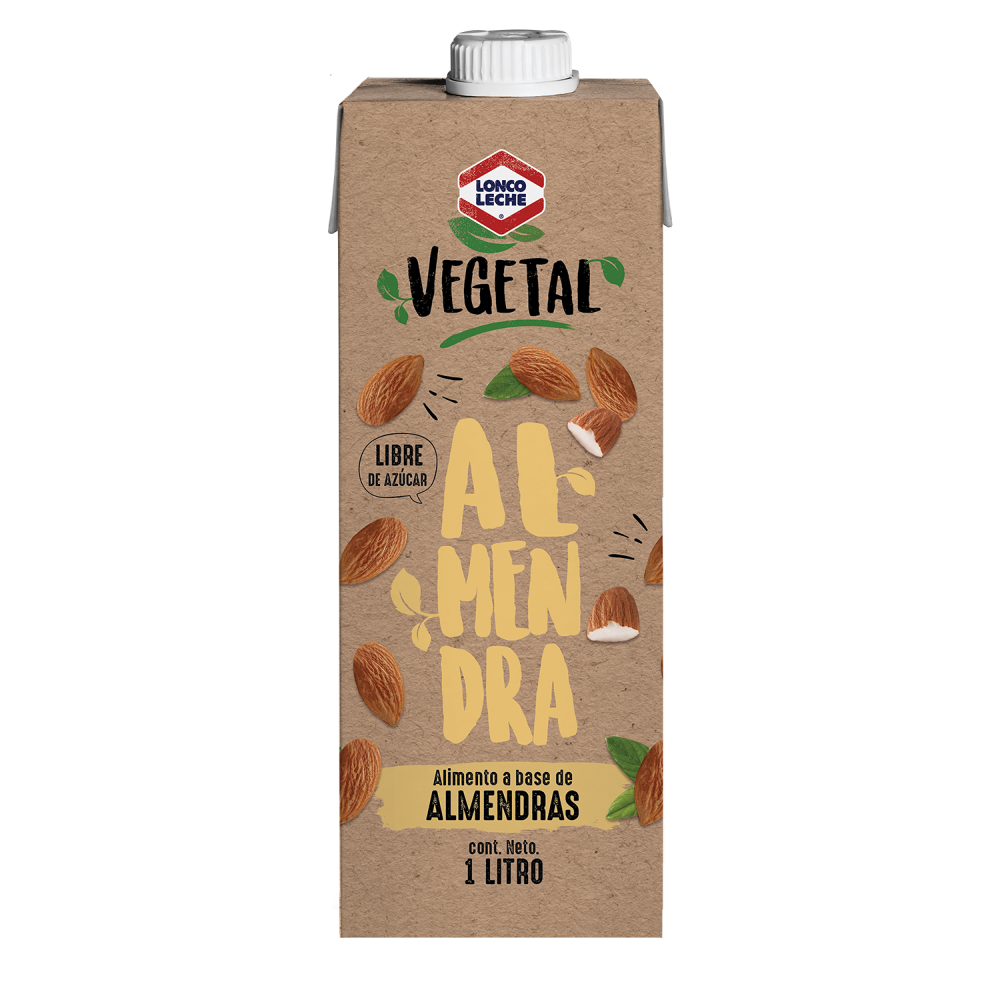 LONCO
LECHE
®
VEGETAL
LIBRE
DE AZÚCAR
AL
MEN
DRA
Alimento a base de
ALMENDRAS
cont. Neto.
1 LITRO